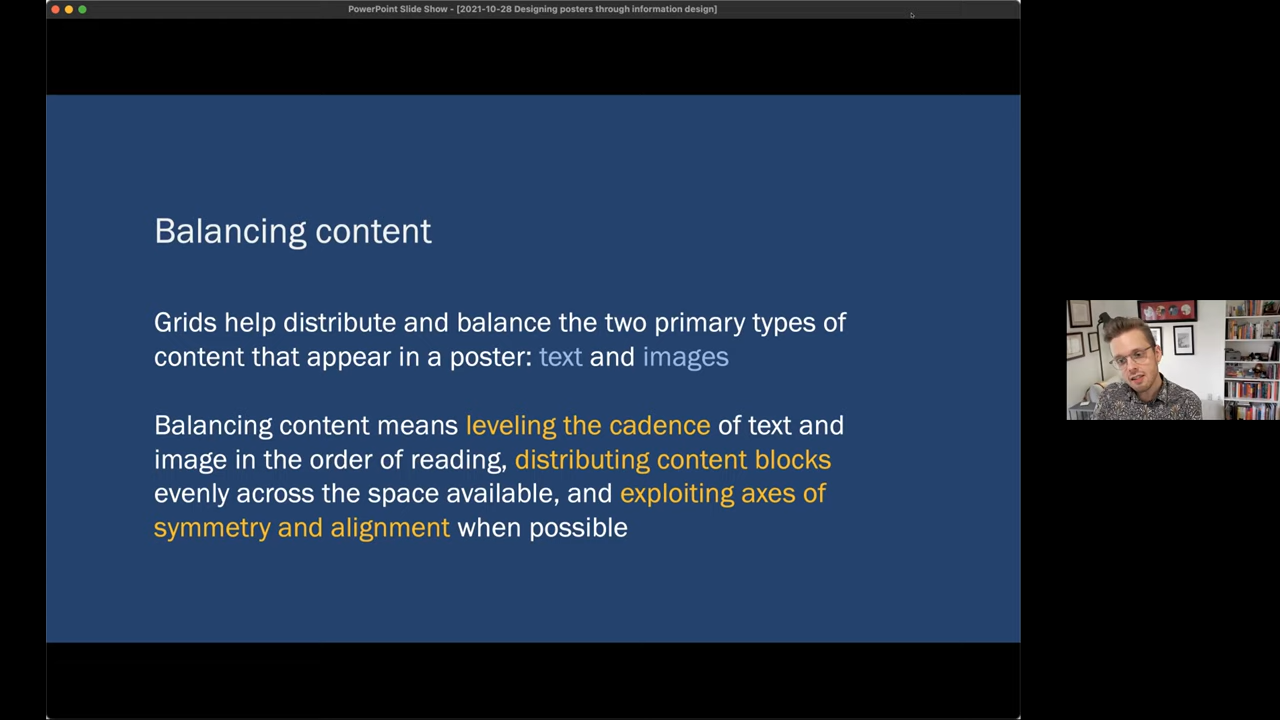 PowerPoint Slide Show - [2021-10-28 Designing posters through information design]
Balancing content
Grids help distribute and balance the two primary types of
content that appear in a poster: text and images
Balancing content means leveling the cadence of text and
image in the order of reading, distributing content blocks
evenly across the space available, and exploiting axes of
symmetry and alignment when possible